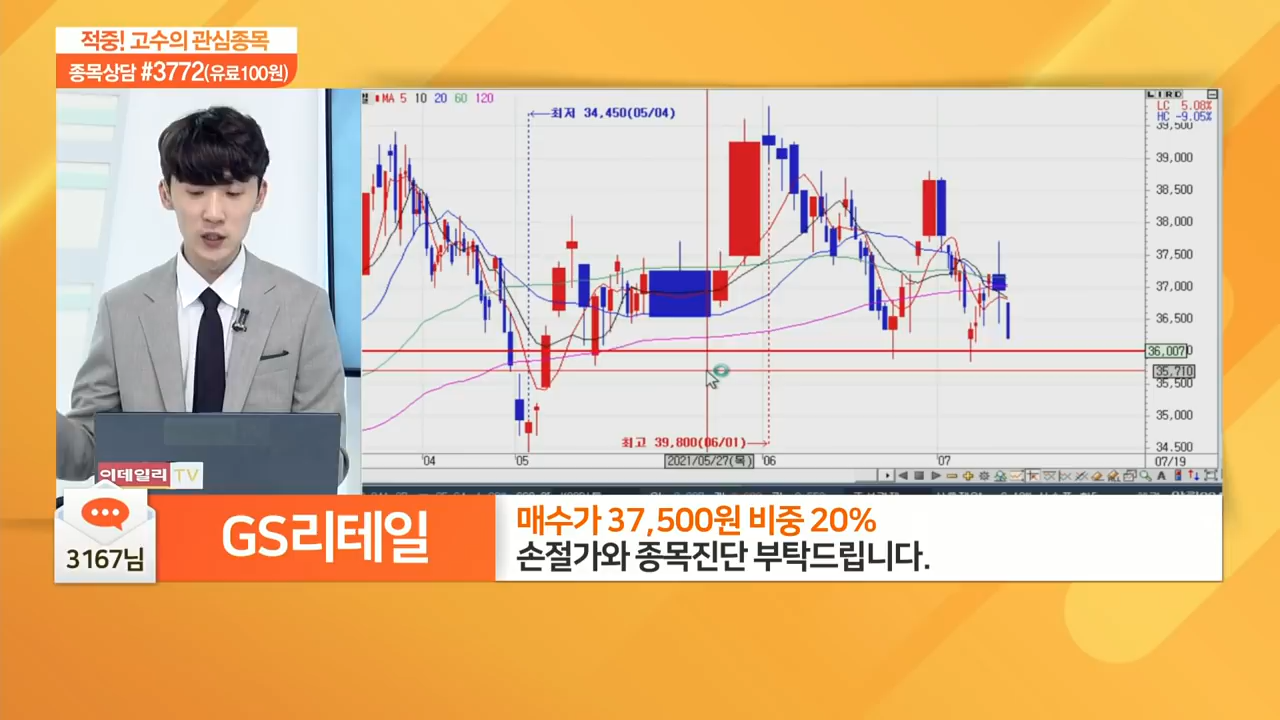 적중! 고수의 관심종목
종목상담 #3772(유료100원)
MA 5 10 20 60 120
최저 34,450(05/04)
LIRD
LC 5.08%
HC -9.05%
39,500
39,000
38,500
38,000
37,500
37,000
36,500
36,007
35,710
35,500
35,000
34,500
최고 39,800(06/01)
'04
'05
2021/05/27(목)
'06
'07
07/19
이데일리 TV
3167님
GS리테일
매수가 37,500원 비중 20%
손절가와 종목진단 부탁드립니다.